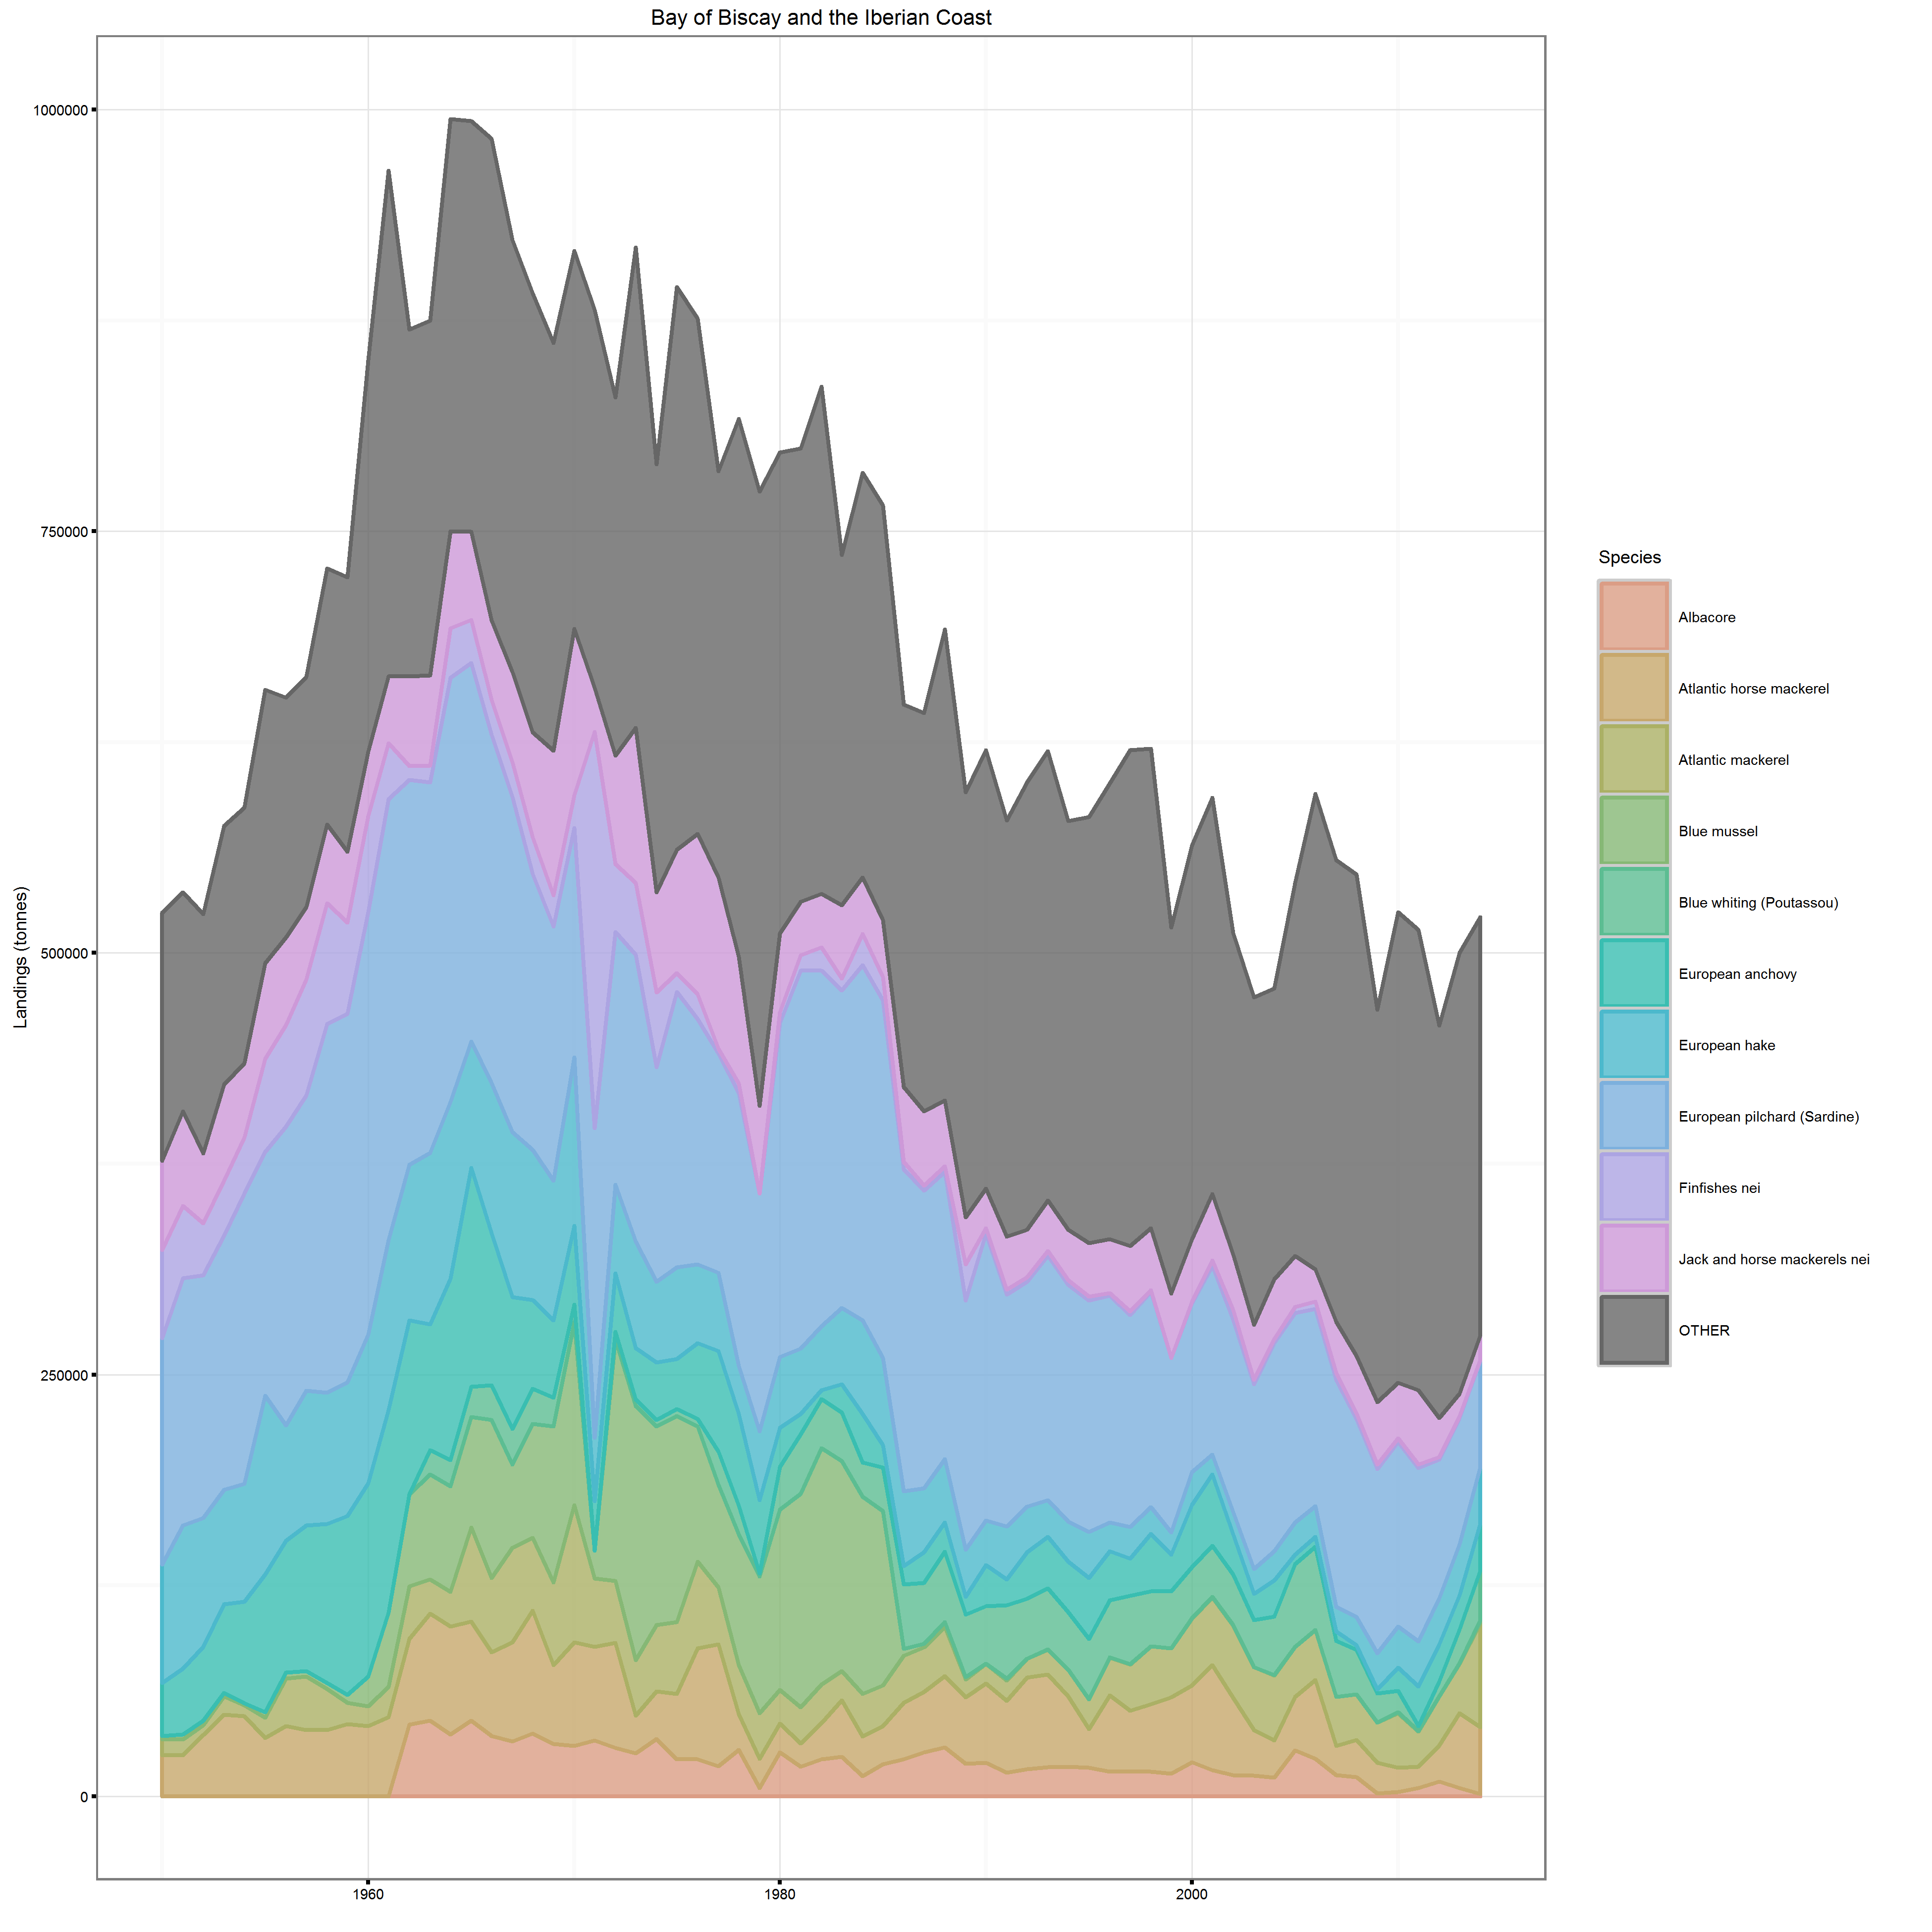 Bay of Biscay and the Iberian Coast
1000000
750000
500000
250000
0
Landings (tonnes)
1960
1980
2000
Species
Albacore
Atlantic horse mackerel
Atlantic mackerel
Blue mussel
Blue whiting (Poutassou)
European anchovy
European hake
European pilchard (Sardine)
Finfishes nei
Jack and horse mackerels nei
OTHER